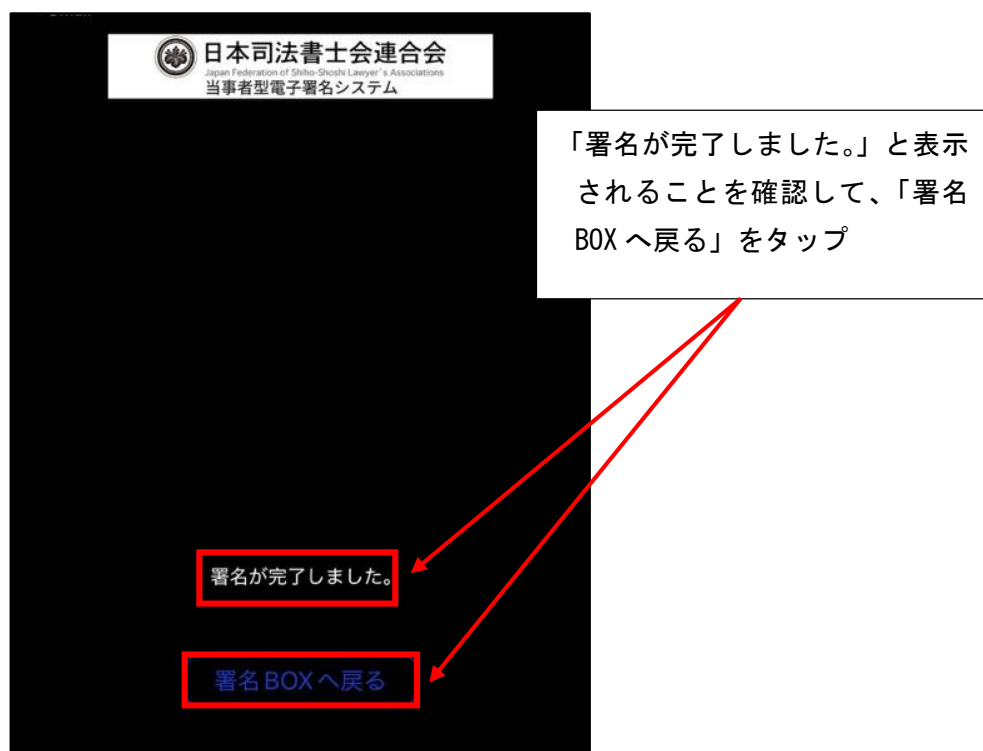 日本司法書士会連合会
Japan Federation of Shiho-Shoshi Lawyer's Associations
当事者型電子署名システム
「署名が完了しました。」と表示
されることを確認して、「署名
BOX へ戻る」をタップ
署名が完了しました。
署名BOXへ戻る